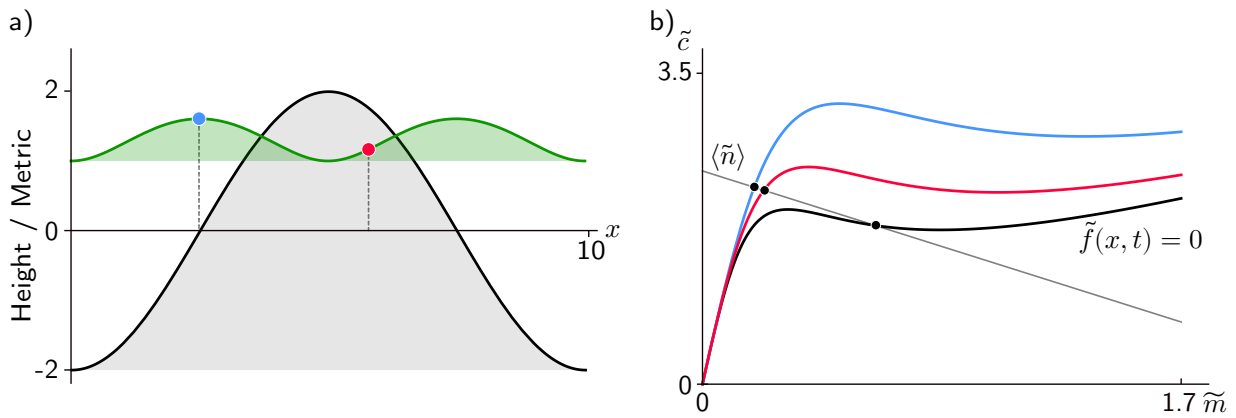 a)
Height / Metric
2
0
-2
x
10
b)
c̃
3.5
⟨ñ⟩
f̃(x, t) = 0
0
0
1.7
m̃